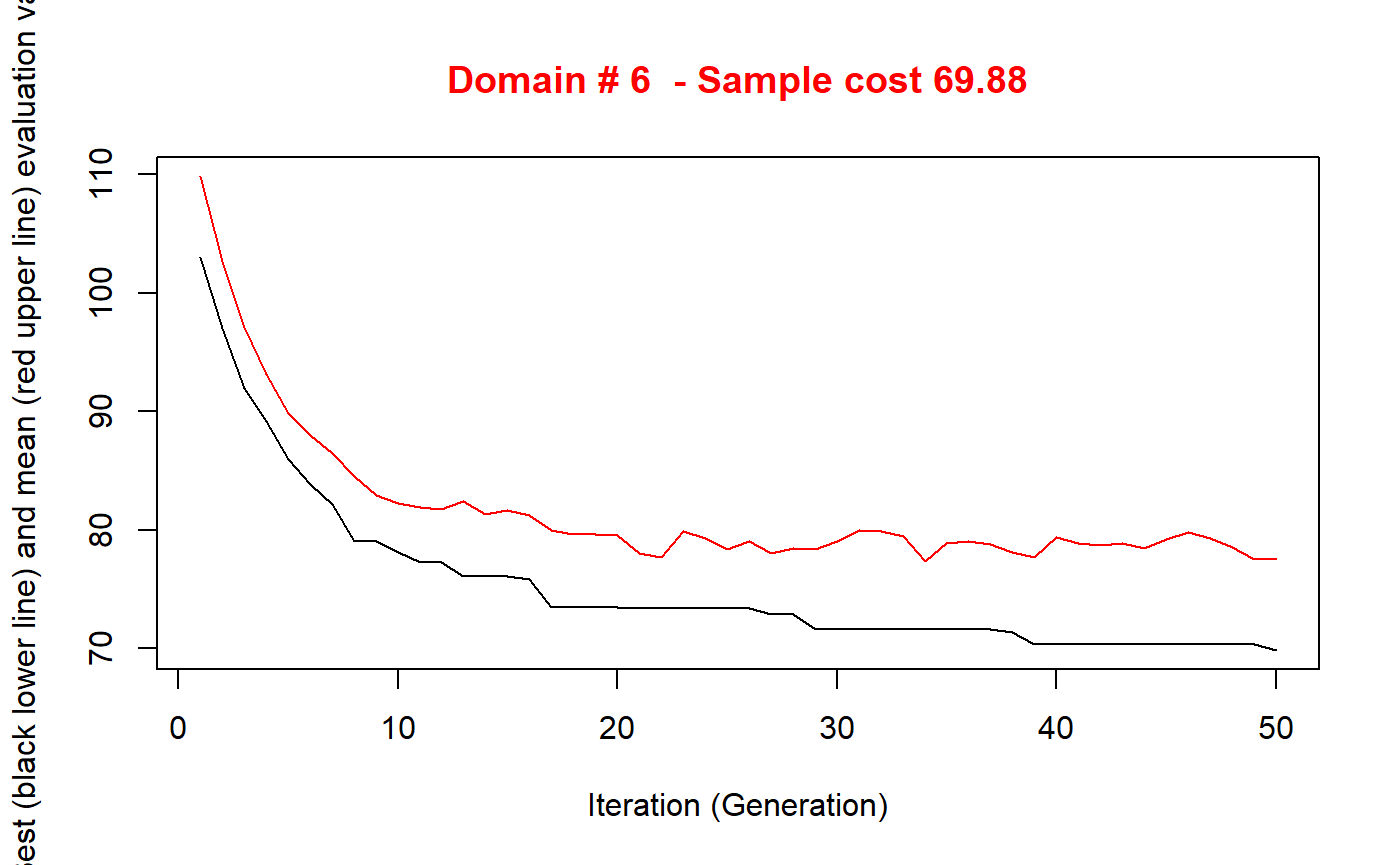 Domain # 6  - Sample cost 69.88
est (black lower line) and mean (red upper line) evaluation va
110
100
90
80
70
0 10 20 30 40 50
Iteration (Generation)